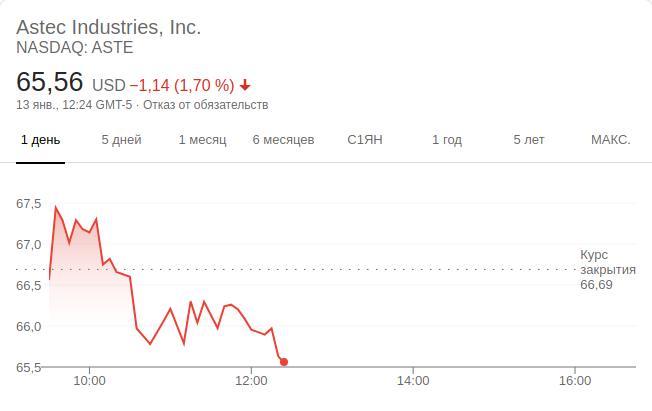 Astec Industries, Inc.
NASDAQ: ASTE
65,56 USD −1,14 (1,70 %)
13 янв., 12:24 GMT-5 · Отказ от обязательств
1 день 5 дней 1 месяц 6 месяцев С1ЯН 1 год 5 лет МАКС.
67,5
67,0
Курс
закрытия
66,69
66,5
66,0
65,5
10:00 12:00 14:00 16:00